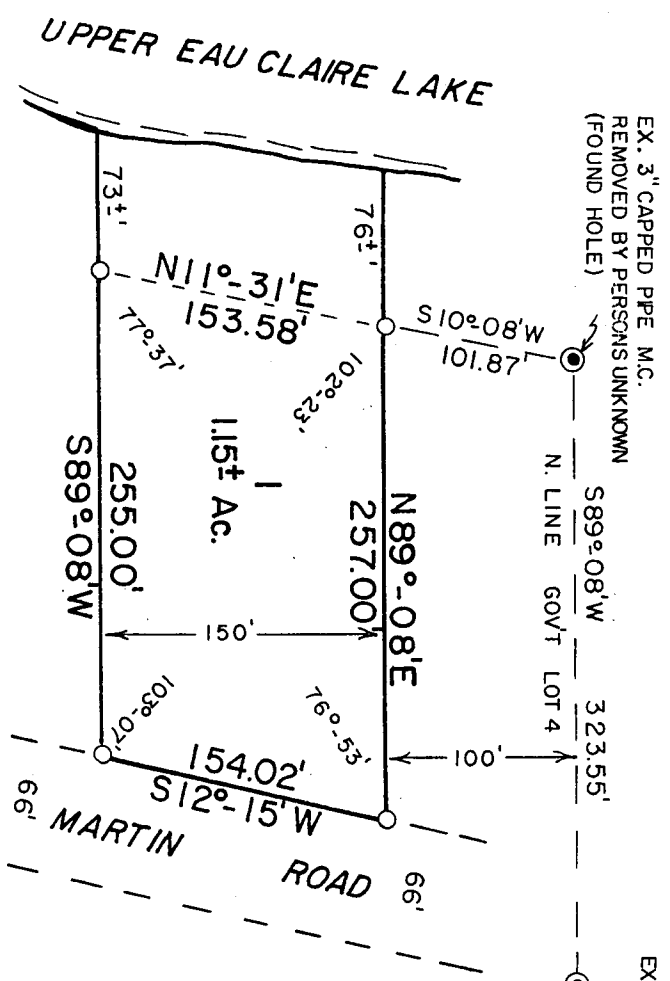 UPPER EAU CLAIRE LAKE
EX. 3" CAPPED PIPE M.C.
REMOVED BY PERSONS UNKNOWN
(FOUND HOLE)
73±'
76±'
N11°-31'E
153.58'
S10°-08'W
101.87'
77°-37'
102°-23'
1
1.15± Ac.
S89°-08'W
323.55'
N. LINE GOV'T LOT 4
N89°-08'E
257.00'
255.00'
S89°-08'W
150'
100'
103°-07'
76°-53'
154.02'
S12°-15'W
66'
MARTIN ROAD
66'
EX